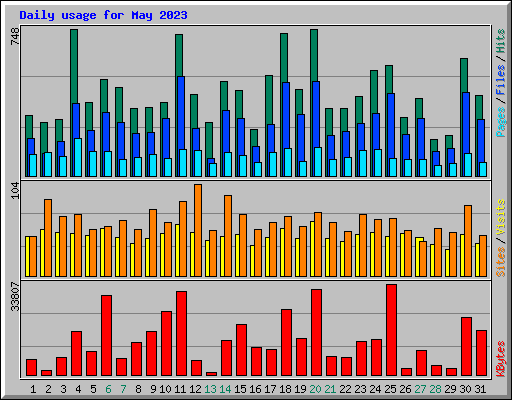 Daily usage for May 2023
748
Pages / Files / Hits
104
Sites / Visits
33807
KBytes
1 2 3 4 5 6 7 8 9 10 11 12 13 14 15 16 17 18 19 20 21 22 23 24 25 26 27 28 29 30 31